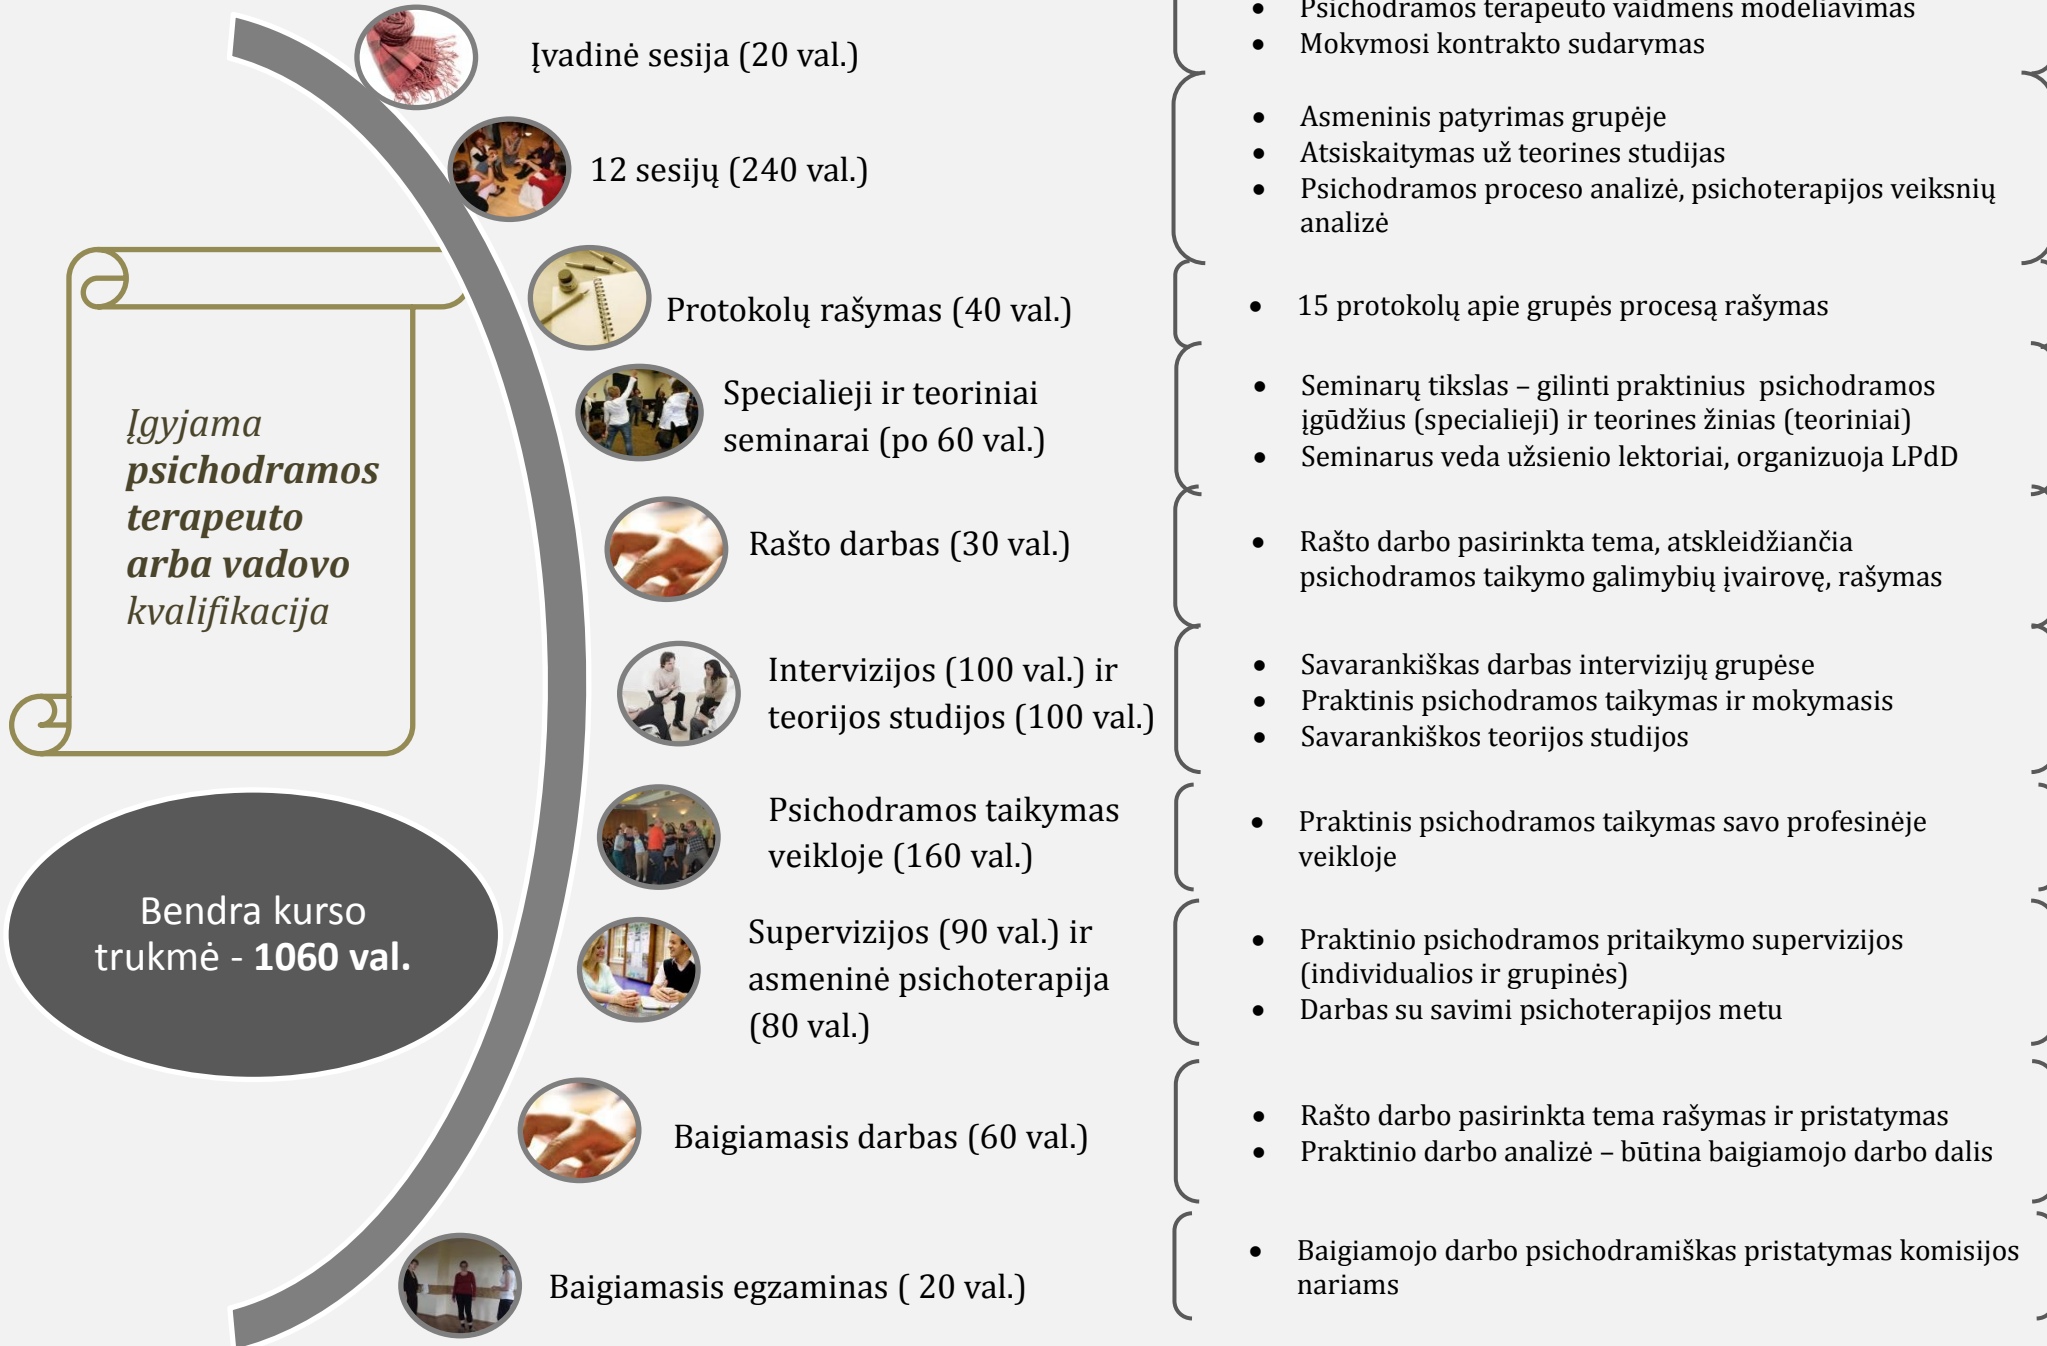 Psichodramos terapeuto vaidmens modeliavimas
Mokymosi kontrakto sudarymas
Įvadinė sesija (20 val.)
Asmeninis patyrimas grupėje
Atsiskaitymas už teorines studijas
Psichodramos proceso analizė, psichoterapijos veiksnių
analizė
12 sesijų (240 val.)
Protokolų rašymas (40 val.)
15 protokolų apie grupės procesą rašymas
Specialieji ir teoriniai
seminarai (po 60 val.)
Seminarų tikslas – gilinti praktinius psichodramos
įgūdžius (specialieji) ir teorines žinias (teoriniai)
Seminarus veda užsienio lektoriai, organizuoja LPdD
Įgyjama
psichodramos
terapeuto
arba vadovo
kvalifikacija
Rašto darbas (30 val.)
Rašto darbo pasirinkta tema, atskleidžiančia
psichodramos taikymo galimybių įvairovę, rašymas
Intervizijos (100 val.) ir
teorijos studijos (100 val.)
Savarankiškas darbas intervizijų grupėse
Praktinis psichodramos taikymas ir mokymasis
Savarankiškos teorijos studijos
Psichodramos taikymas
veikloje (160 val.)
Praktinis psichodramos taikymas savo profesinėje
veikloje
Bendra kurso
trukmė - 1060 val.
Supervizijos (90 val.) ir
asmeninė psichoterapija
(80 val.)
Praktinio psichodramos pritaikymo supervizijos
(individualios ir grupinės)
Darbas su savimi psichoterapijos metu
Baigiamasis darbas (60 val.)
Rašto darbo pasirinkta tema rašymas ir pristatymas
Praktinio darbo analizė – būtina baigiamojo darbo dalis
Baigiamasis egzaminas ( 20 val.)
Baigiamojo darbo psichodramiškas pristatymas komisijos
nariams